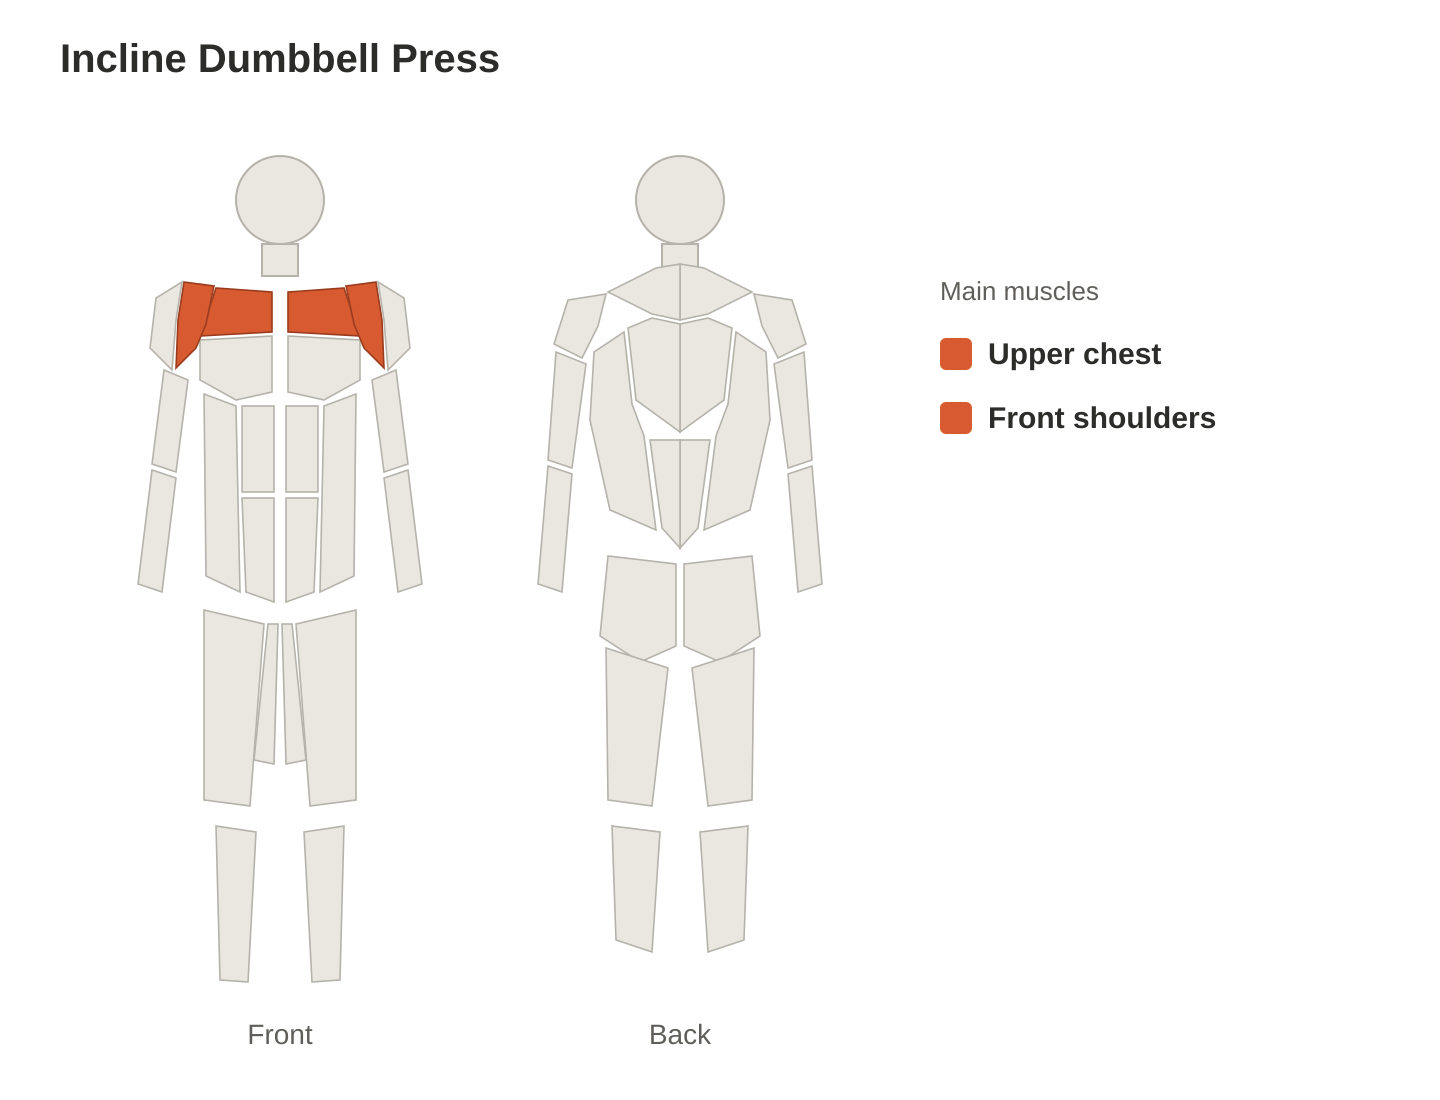 Incline Dumbbell Press
Main muscles
Upper chest
Front shoulders
Front
Back